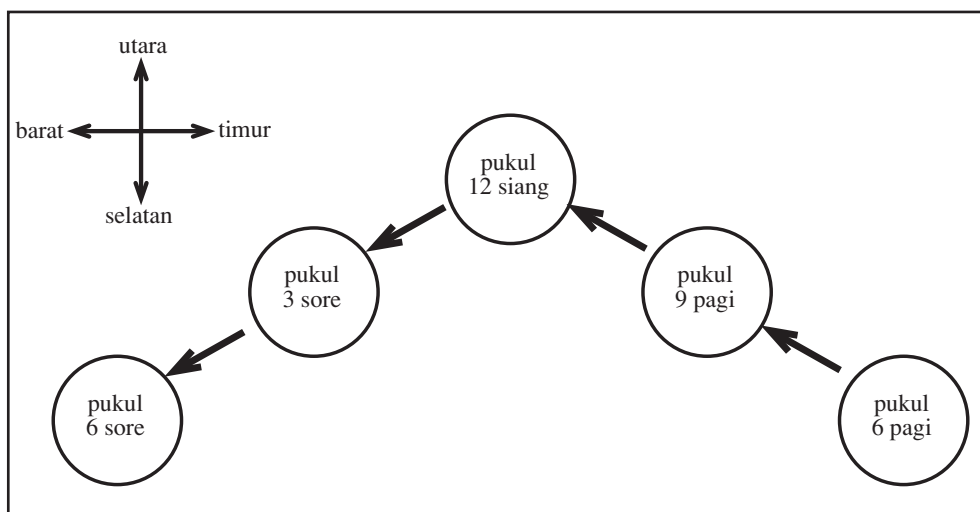 utara
barat
timur
selatan
pukul
12 siang
pukul
3 sore
pukul
9 pagi
pukul
6 sore
pukul
6 pagi